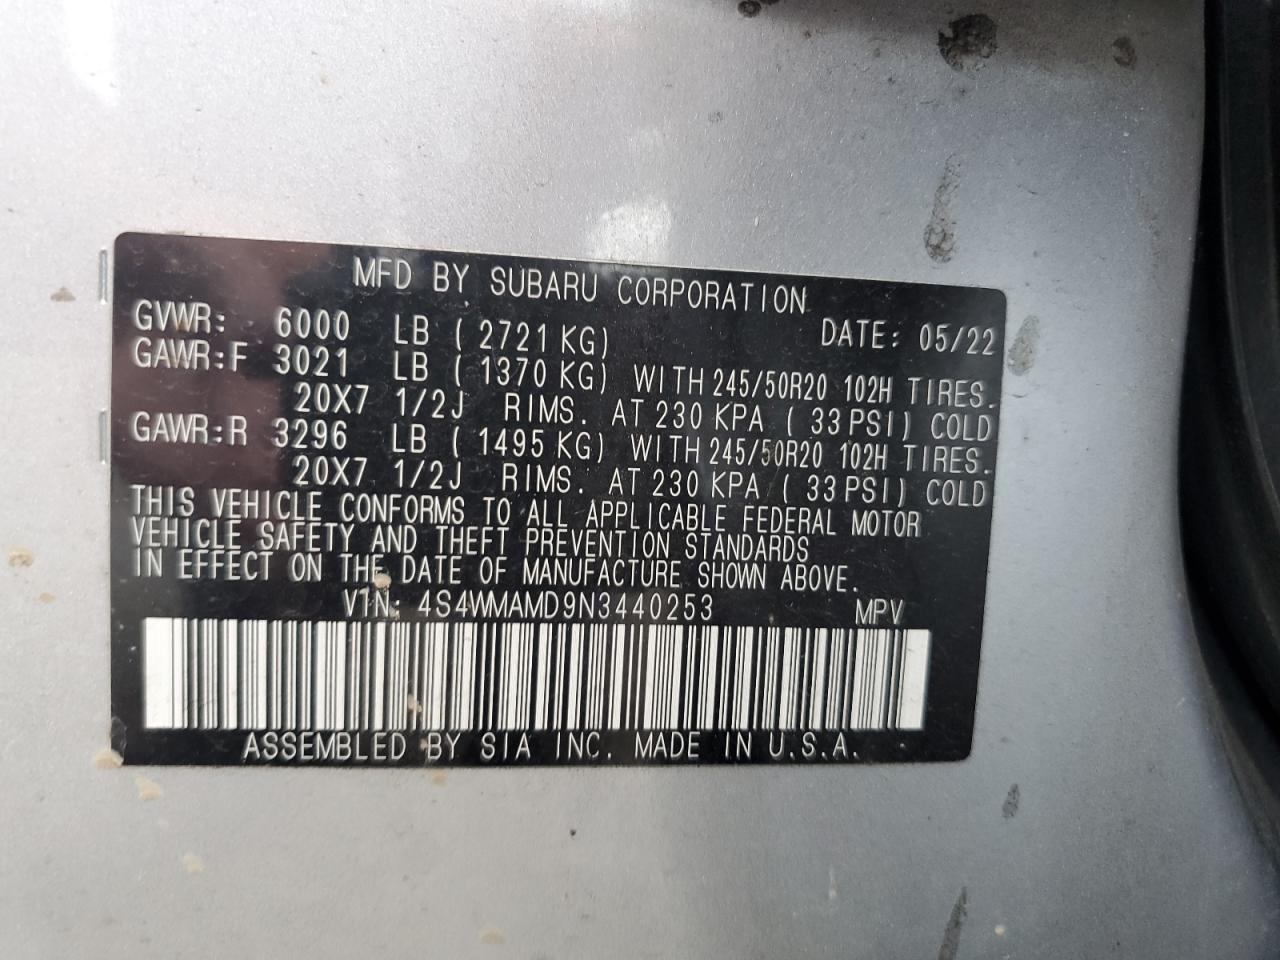 MFD BY SUBARU CORPORATION
GVWR: 6000 LB ( 2721 KG) DATE: 05/22
GAWR:F 3021 LB ( 1370 KG) WITH 245/50R20 102H TIRES.
20X7 1/2J RIMS. AT 230 KPA ( 33 PSI) COLD
GAWR:R 3296 LB ( 1495 KG) WITH 245/50R20 102H TIRES.
20X7 1/2J RIMS. AT 230 KPA ( 33 PSI) COLD
THIS VEHICLE CONFORMS TO ALL APPLICABLE FEDERAL MOTOR
VEHICLE SAFETY AND THEFT PREVENTION STANDARDS
IN EFFECT ON THE DATE OF MANUFACTURE SHOWN ABOVE.
VIN: 4S4WMAMD9N3440253 MPV
ASSEMBLED BY SIA INC. MADE IN U.S.A.